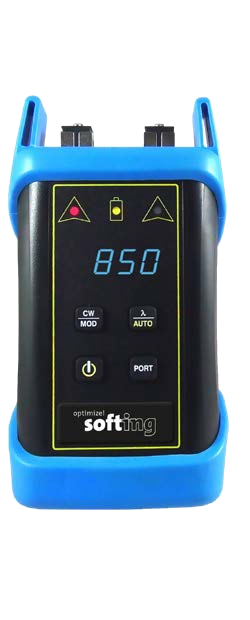 850
CW
MOD
λ
AUTO
PORT
optimize!
softing